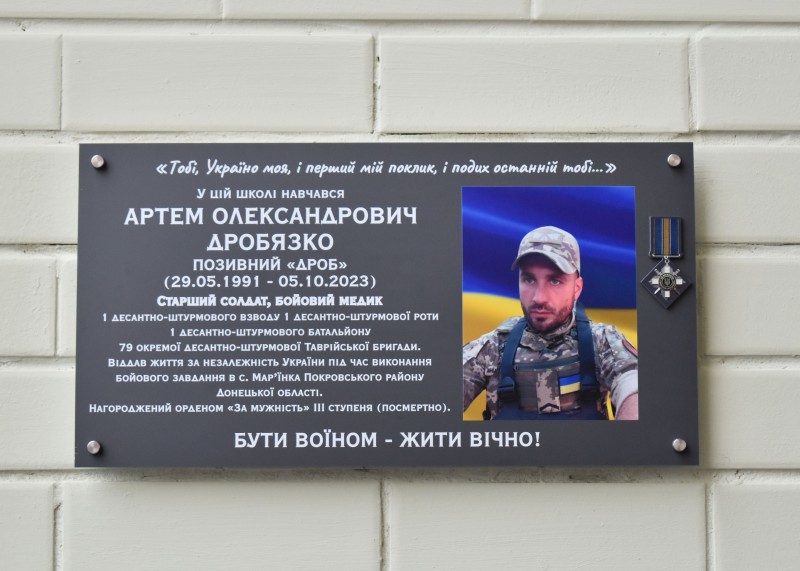 «Тобі, Україно моя, і перший мій поклик, і подих останній тобі...»
У ЦІЙ ШКОЛІ НАВЧАВСЯ
АРТЕМ ОЛЕКСАНДРОВИЧ
ДРОБЯЗКО
ПОЗИВНИЙ «ДРОБ»
(29.05.1991 - 05.10.2023)
СТАРШИЙ СОЛДАТ, БОЙОВИЙ МЕДИК
1 ДЕСАНТНО-ШТУРМОВОГО ВЗВОДУ 1 ДЕСАНТНО-ШТУРМОВОЇ РОТИ
1 ДЕСАНТНО-ШТУРМОВОГО БАТАЛЬЙОНУ
79 ОКРЕМОЇ ДЕСАНТНО-ШТУРМОВОЇ ТАВРІЙСЬКОЇ БРИГАДИ.
ВІДДАВ ЖИТТЯ ЗА НЕЗАЛЕЖНІСТЬ УКРАЇНИ ПІД ЧАС ВИКОНАННЯ
БОЙОВОГО ЗАВДАННЯ В С. МАР'ЇНКА ПОКРОВСЬКОГО РАЙОНУ
ДОНЕЦЬКОЇ ОБЛАСТІ.
НАГОРОДЖЕНИЙ ОРДЕНОМ «ЗА МУЖНІСТЬ» III СТУПЕНЯ (ПОСМЕРТНО).
БУТИ ВОЇНОМ - ЖИТИ ВІЧНО!